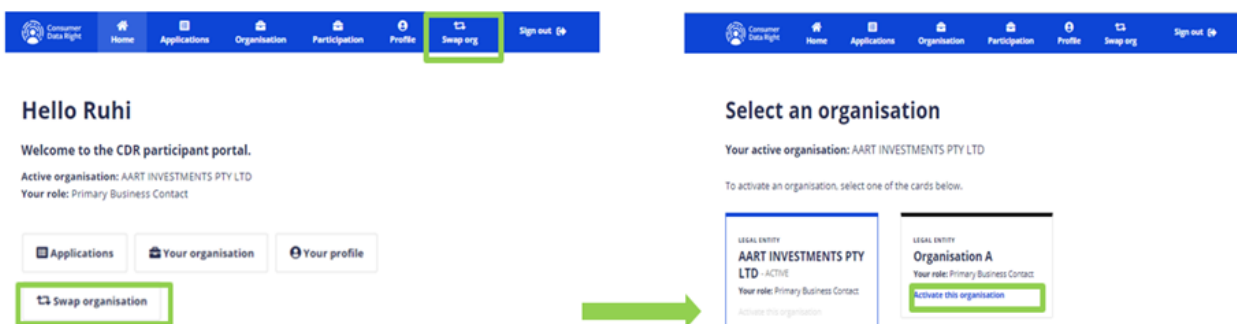 Consumer
Data Right
Home
Applications
Organisation
Participation
Profile
Swap org
Sign out
Hello Ruhi
Welcome to the CDR participant portal.
Active organisation: AART INVESTMENTS PTY LTD
Your role: Primary Business Contact
Applications
Your organisation
Your profile
Swap organisation
Consumer
Data Right
Home
Applications
Organisation
Participation
Profile
Swap org
Sign out
Select an organisation
Your active organisation: AART INVESTMENTS PTY LTD
To activate an organisation, select one of the cards below.
LEGAL ENTITY
AART INVESTMENTS PTY
LTD - ACTIVE
Your role: Primary Business Contact
Activate this organisation
LEGAL ENTITY
Organisation A
Your role: Primary Business Contact
Activate this organisation